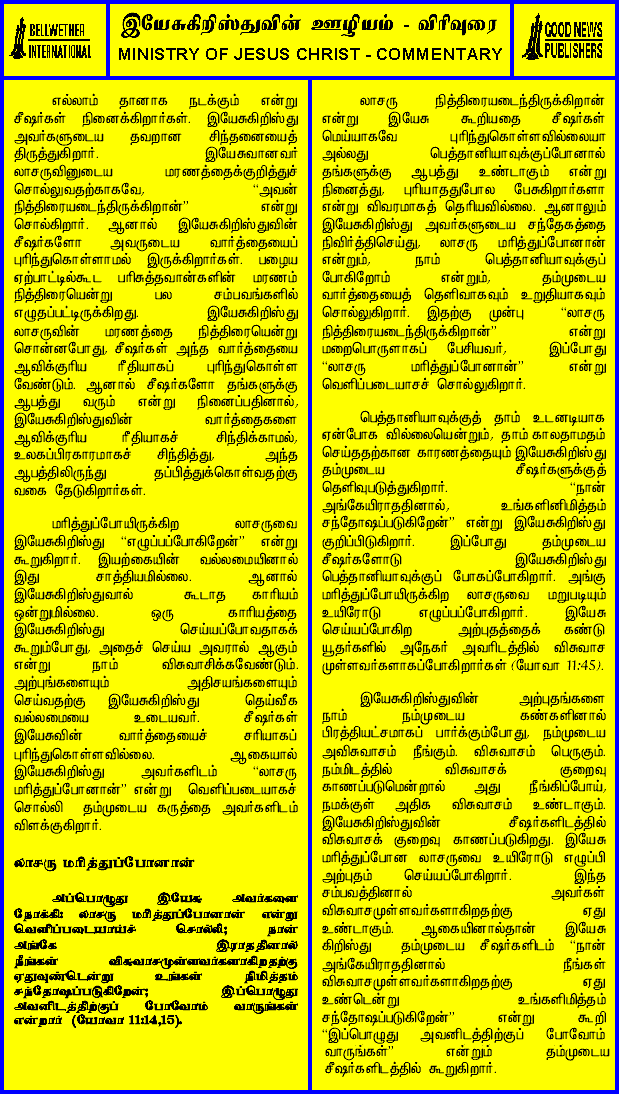 BELLWETHER
INTERNATIONAL
இயேசுகிறிஸ்துவின் ஊழியம் - விரிவுரை
MINISTRY OF JESUS CHRIST - COMMENTARY
GOOD NEWS
PUBLISHERS
எல்லாம் தானாக நடக்கும் என்று
சீஷர்கள் நினைக்கிறார்கள். இயேசுகிறிஸ்து
அவர்களுடைய தவறான சிந்தனையைத்
திருத்துகிறார். இயேசுவானவர்
லாசருவினுடைய மரணத்தைக்குறித்துச்
சொல்லுவதற்காகவே, “அவன்
நித்திரையடைந்திருக்கிறான்” என்று
சொல்கிறார். ஆனால் இயேசுகிறிஸ்துவின்
சீஷர்களோ அவருடைய வார்த்தையைப்
புரிந்துகொள்ளாமல் இருக்கிறார்கள். பழைய
ஏற்பாட்டில்கூட பரிசுத்தவான்களின் மரணம்
நித்திரையென்று பல சம்பவங்களில்
எழுதப்பட்டிருக்கிறது. இயேசுகிறிஸ்து
லாசருவின் மரணத்தை நித்திரையென்று
சொன்னபோது, சீஷர்கள் அந்த வார்த்தையை
ஆவிக்குரிய ரீதியாகப் புரிந்துகொள்ள
வேண்டும். ஆனால் சீஷர்களோ தங்களுக்கு
ஆபத்து வரும் என்று நினைப்பதினால்,
இயேசுகிறிஸ்துவின் வார்த்தைகளை
ஆவிக்குரிய ரீதியாகச் சிந்திக்காமல்,
உலகப்பிரகாரமாகச் சிந்தித்து, அந்த
ஆபத்திலிருந்து தப்பித்துக்கொள்வதற்கு
வகை தேடுகிறார்கள்.
மரித்துப்போயிருக்கிற லாசருவை
இயேசுகிறிஸ்து “எழுப்பப்போகிறேன்” என்று
கூறுகிறார். இயற்கையின் வல்லமையினால்
இது சாத்தியமில்லை. ஆனால்
இயேசுகிறிஸ்துவால் கூடாத காரியம்
ஒன்றுமில்லை. ஒரு காரியத்தை
இயேசுகிறிஸ்து செய்யப்போவதாகக்
கூறும்போது, அதைச் செய்ய அவரால் ஆகும்
என்று நாம் விசுவாசிக்கவேண்டும்.
அற்புங்களையும் அதிசயங்களையும்
செய்வதற்கு இயேசுகிறிஸ்து தெய்வீக
வல்லமையை உடையவர். சீஷர்கள்
இயேசுவின் வார்த்தையைச் சரியாகப்
புரிந்துகொள்ளவில்லை. ஆகையால்
இயேசுகிறிஸ்து அவர்களிடம் “லாசரு
மரித்துப்போனான்” என்று வெளிப்படையாகச்
சொல்லி தம்முடைய கருத்தை அவர்களிடம்
விளக்குகிறார்.
லாசரு மரித்துப்போனான்
அப்பொழுது இயேசு அவர்களை
நோக்கி: லாசரு மரித்துப்போனான் என்று
வெளிப்படையாய்ச் சொல்லி; நான்
அங்கே இராததினால்
நீங்கள் விசுவாசமுள்ளவர்களாகிறதற்கு
ஏதுவுண்டென்று உங்கள் நிமித்தம்
சந்தோஷப்படுகிறேன்; இப்பொழுது
அவனிடத்திற்குப் போவோம் வாருங்கள்
என்றார் (யோவா 11:14,15).
லாசரு நித்திரையடைந்திருக்கிறான்
என்று இயேசு கூறியதை சீஷர்கள்
மெய்யாகவே புரிந்துகொள்ளவில்லையா
அல்லது பெத்தானியாவுக்குப்போனால்
தங்களுக்கு ஆபத்து உண்டாகும் என்று
நினைத்து, புரியாததுபோல பேசுகிறார்களா
என்று விவரமாகத் தெரியவில்லை. ஆனாலும்
இயேசுகிறிஸ்து அவர்களுடைய சந்தேகத்தை
நிவிர்த்திசெய்து, லாசரு மரித்துப்போனான்
என்றும், நாம் பெத்தானியாவுக்குப்
போகிறோம் என்றும், தம்முடைய
வார்த்தையைத் தெளிவாகவும் உறுதியாகவும்
சொல்லுகிறார். இதற்கு முன்பு “லாசரு
நித்திரையடைந்திருக்கிறான்” என்று
மறைபொருளாகப் பேசியவர், இப்போது
“லாசரு மரித்துப்போனான்” என்று
வெளிப்படையாசச் சொல்லுகிறார்.
பெத்தானியாவுக்குத் தாம் உடனடியாக
ஏன்போக வில்லையென்றும், தாம் காலதாமதம்
செய்ததற்கான காரணத்தையும் இயேசுகிறிஸ்து
தம்முடைய சீஷர்களுக்குத்
தெளிவுபடுத்துகிறார். “நான்
அங்கேயிராததினால், உங்களினிமித்தம்
சந்தோஷப்படுகிறேன்” என்று இயேசுகிறிஸ்து
குறிப்பிடுகிறார். இப்போது தம்முடைய
சீஷர்களோடு இயேசுகிறிஸ்து
பெத்தானியாவுக்குப் போகப்போகிறார். அங்கு
மரித்துப்போயிருக்கிற லாசருவை மறுபடியும்
உயிரோடு எழுப்பப்போகிறார். இயேசு
செய்யப்போகிற அற்புதத்தைக் கண்டு
யூதர்களில் அநேகர் அவரிடத்தில் விசுவாச
முள்ளவர்களாகப்போகிறார்கள் (யோவா 11:45).
இயேசுகிறிஸ்துவின் அற்புதங்களை
நாம் நம்முடைய கண்களினால்
பிரத்தியட்சமாகப் பார்க்கும்போது, நம்முடைய
அவிசுவாசம் நீங்கும். விசுவாசம் பெருகும்.
நம்மிடத்தில் விசுவாசக் குறைவு
காணப்படுமென்றால் அது நீங்கிப்போய்,
நமக்குள் அதிக விசுவாசம் உண்டாகும்.
இயேசுகிறிஸ்துவின் சீஷர்களிடத்தில்
விசுவாசக் குறைவு காணப்படுகிறது. இயேசு
மரித்துப்போன லாசருவை உயிரோடு எழுப்பி
அற்புதம் செய்யப்போகிறார். இந்த
சம்பவத்தினால் அவர்கள்
விசுவாசமுள்ளவர்களாகிறதற்கு ஏது
உண்டாகும். ஆகையினால்தான் இயேசு
கிறிஸ்து தம்முடைய சீஷர்களிடம் “நான்
அங்கேயிராததினால் நீங்கள்
விசுவாசமுள்ளவர்களாகிறதற்கு ஏது
உண்டென்று உங்களிமித்தம்
சந்தோஷப்படுகிறேன்” என்று கூறி
“இப்பொழுது அவனிடத்திற்குப் போவோம்
வாருங்கள்” என்றும் தம்முடைய
சீஷர்களிடத்தில் கூறுகிறார்.